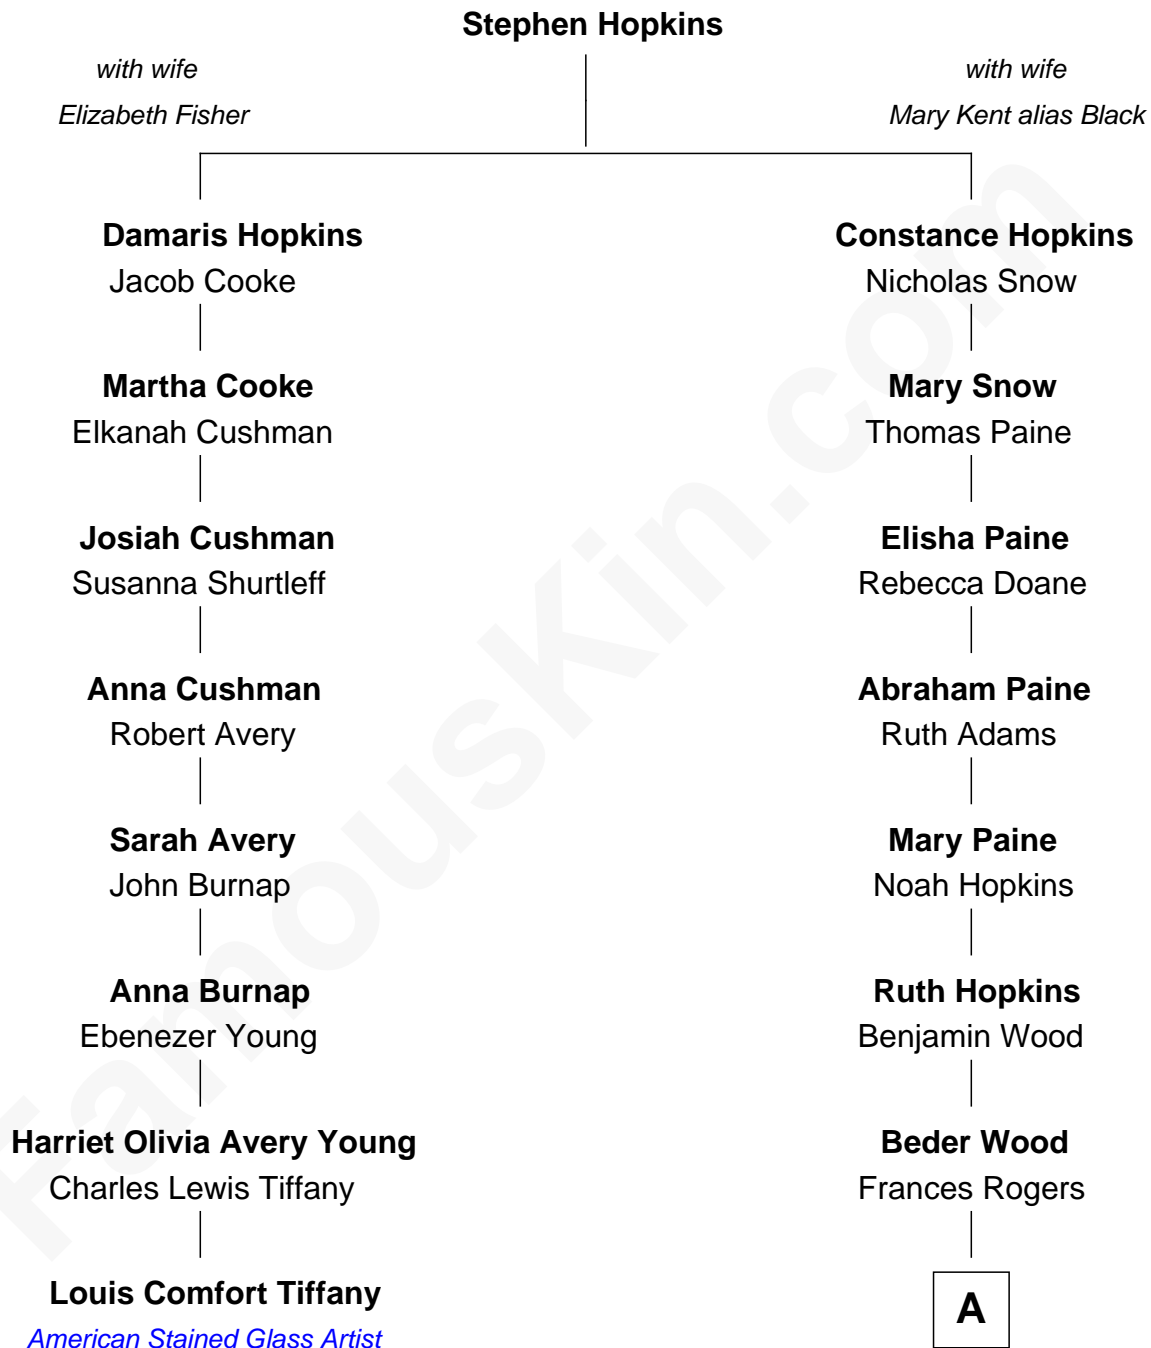 Stephen Hopkins
with wife
Elizabeth Fisher
with wife
Mary Kent alias Black
Damaris Hopkins
Jacob Cooke
Constance Hopkins
Nicholas Snow
Martha Cooke
Elkanah Cushman
Mary Snow
Thomas Paine
Josiah Cushman
Susanna Shurtleff
Elisha Paine
Rebecca Doane
Anna Cushman
Robert Avery
Abraham Paine
Ruth Adams
Sarah Avery
John Burnap
Mary Paine
Noah Hopkins
Anna Burnap
Ebenezer Young
Ruth Hopkins
Benjamin Wood
Harriet Olivia Avery Young
Charles Lewis Tiffany
Beder Wood
Frances Rogers
Louis Comfort Tiffany
American Stained Glass Artist
A
FamousKin.com